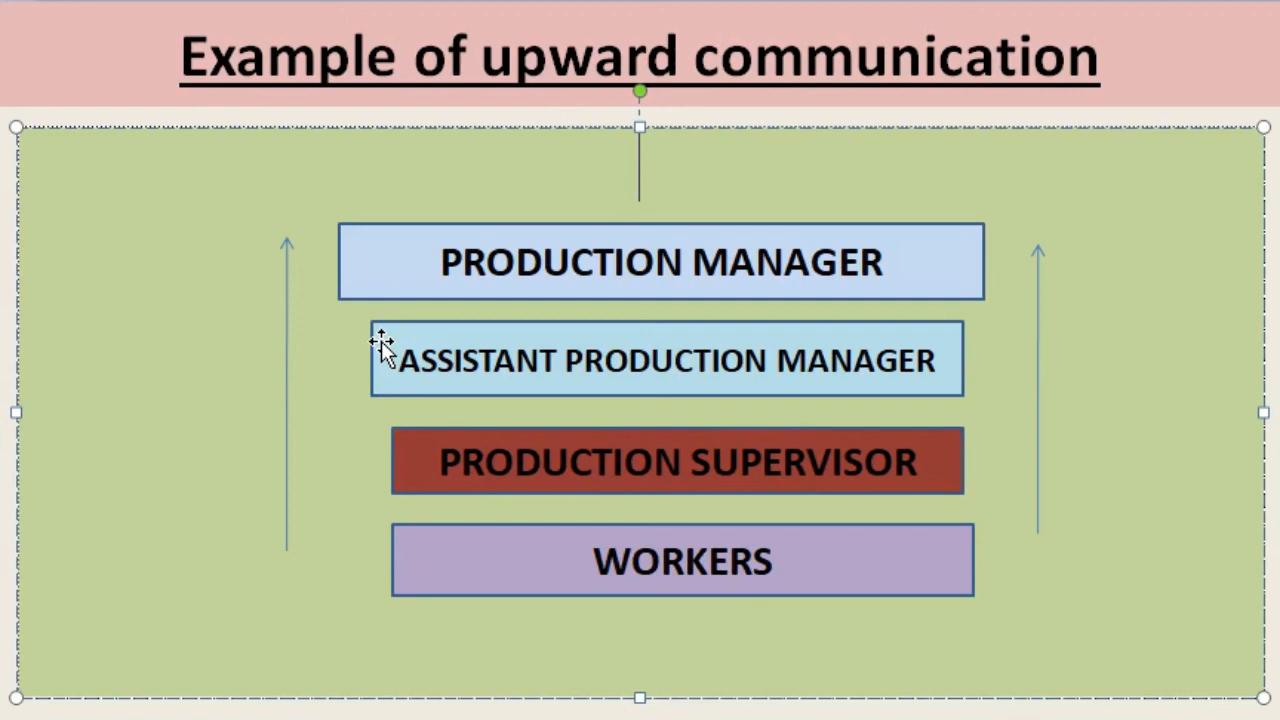 Example of upward communication
PRODUCTION MANAGER
ASSISTANT PRODUCTION MANAGER
PRODUCTION SUPERVISOR
WORKERS